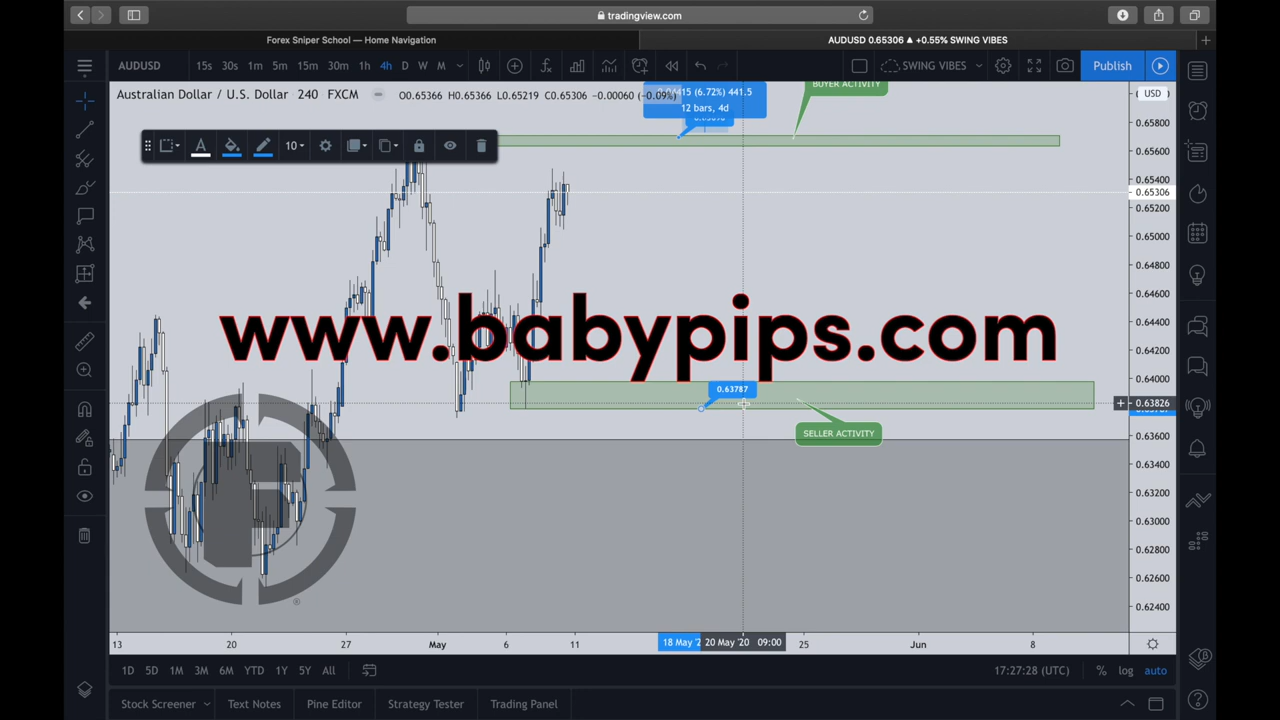 tradingview.com
Forex Sniper School — Home Navigation
AUDUSD 0.65306 ▲ +0.55% SWING VIBES
AUDUSD 15s 30s 1m 5m 15m 30m 1h 4h D W M SWING VIBES Publish
Australian Dollar / U.S. Dollar 240 FXCM O0.65366 H0.65366 L0.65219 C0.65306 −0.00060 (−0.09%)
(6.72%) 441.5
12 bars, 4d
BUYER ACTIVITY
USD
10
0.65800
0.65600
0.65400
0.65306
0.65200
0.65000
0.64800
0.64600
0.64400
0.64200
0.64000
www.babypips.com
0.63787
0.63826
SELLER ACTIVITY
0.63600
0.63400
0.63200
0.63000
0.62800
0.62600
0.62400
13 20 27 May 6 11 18 May '2 20 May '20 09:00 25 Jun 8
1D 5D 1M 3M 6M YTD 1Y 5Y All 17:27:28 (UTC) % log auto
Stock Screener Text Notes Pine Editor Strategy Tester Trading Panel